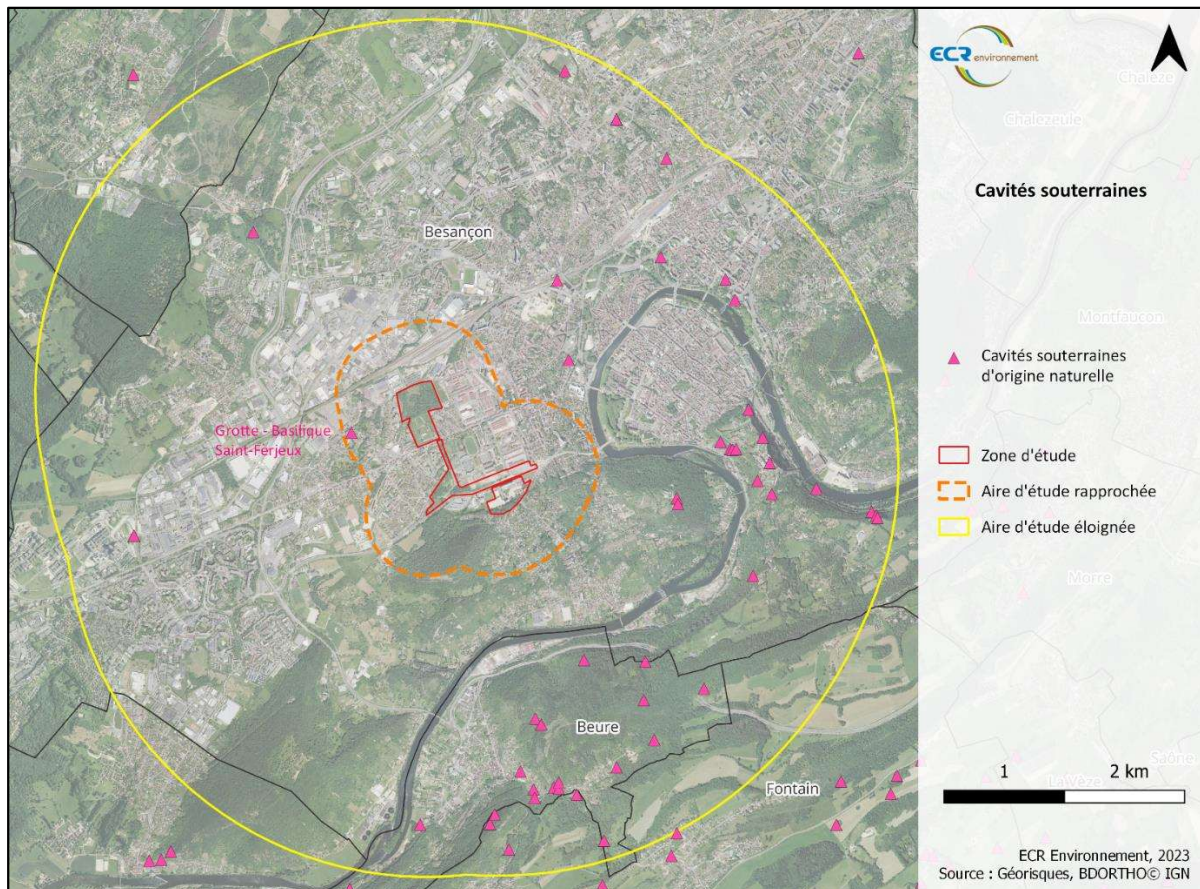 ECR environnement
Chalèze
Chalezeule
Cavités souterraines
Besançon
Montfaucon
Cavités souterraines
d'origine naturelle
Grotte - Basilique
Saint-Ferjeux
Zone d'étude
Aire d'étude rapprochée
Aire d'étude éloignée
Morre
Beure
Saône
La Vèze
Fontain
1
2 km
ECR Environnement, 2023
Source : Géorisques, BDORTHO© IGN